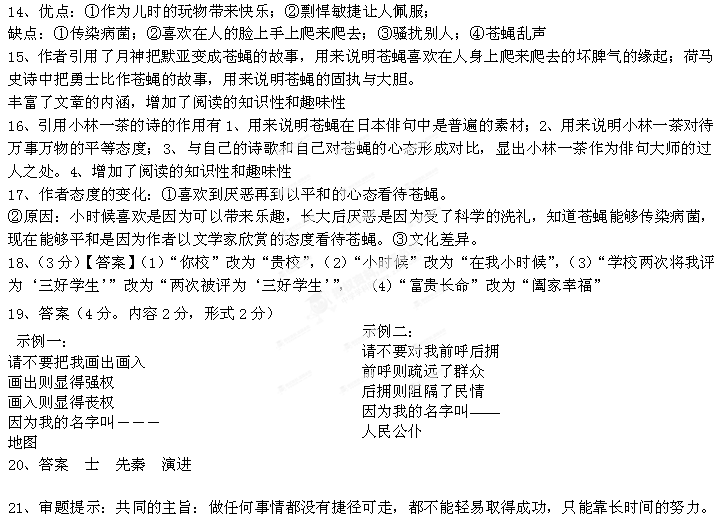 14、优点：①作为儿时的玩物带来快乐；②剽悍敏捷让人佩服；
缺点：①传染病菌；②喜欢在人的脸上手上爬来爬去；③骚扰别人；④苍蝇乱声
15、作者引用了月神把默亚变成苍蝇的故事，用来说明苍蝇喜欢在人身上爬来爬去的坏脾气的缘起；荷马
史诗中把勇士比作苍蝇的故事，用来说明苍蝇的固执与大胆。
丰富了文章的内涵，增加了阅读的知识性和趣味性
16、引用小林一茶的诗的作用有 1、用来说明苍蝇在日本俳句中是普遍的素材；2、用来说明小林一茶对待
万事万物的平等态度；3、与自己的诗歌和自己对苍蝇的心态形成对比，显出小林一茶作为俳句大师的过
人之处。4、增加了阅读的知识性和趣味性
17、作者态度的变化：①喜欢到厌恶再到以平和的心态看待苍蝇。
②原因：小时候喜欢是因为可以带来乐趣，长大后厌恶是因为受了科学的洗礼，知道苍蝇能够传染病菌，
现在能够平和是因为作者以文学家欣赏的态度看待苍蝇。③文化差异。
18、（3分）【答案】（1）“你校”改为“贵校”，（2）“小时候”改为“在我小时候”，（3）“学校两次将我评
为‘三好学生’”改为“两次被评为‘三好学生’”， （4）“富贵长命”改为“阖家幸福”
19、答案（4分。内容2分，形式2分）
示例一：
请不要把我画出画入
画出则显得强权
画入则显得丧权
因为我的名字叫———
地图
示例二：
请不要对我前呼后拥
前呼则疏远了群众
后拥则阻隔了民情
因为我的名字叫——
人民公仆
20、答案 士 先秦 演进
21、审题提示：共同的主旨：做任何事情都没有捷径可走，都不能轻易取得成功，只能靠长时间的努力。